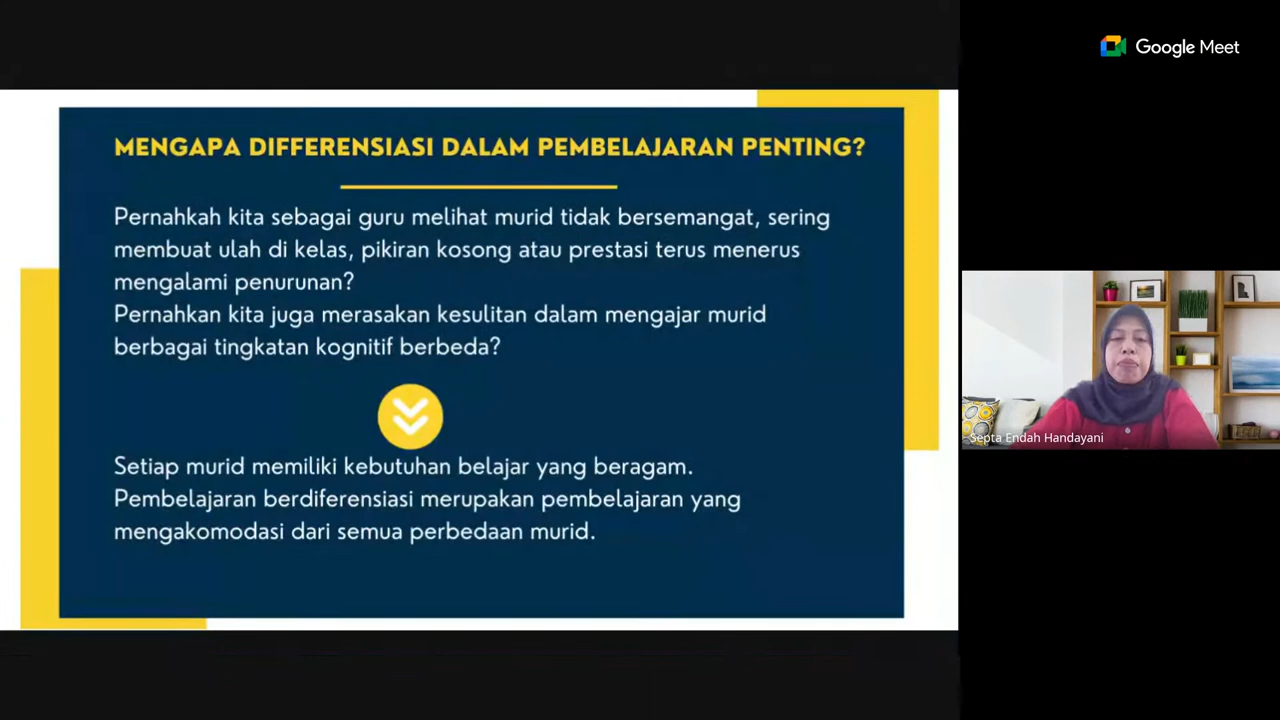 Google Meet
MENGAPA DIFFERENSIASI DALAM PEMBELAJARAN PENTING?
Pernahkah kita sebagai guru melihat murid tidak bersemangat, sering
membuat ulah di kelas, pikiran kosong atau prestasi terus menerus
mengalami penurunan?
Pernahkan kita juga merasakan kesulitan dalam mengajar murid
berbagai tingkatan kognitif berbeda?
Setiap murid memiliki kebutuhan belajar yang beragam.
Pembelajaran berdiferensiasi merupakan pembelajaran yang
mengakomodasi dari semua perbedaan murid.
Septa Endah Handayani